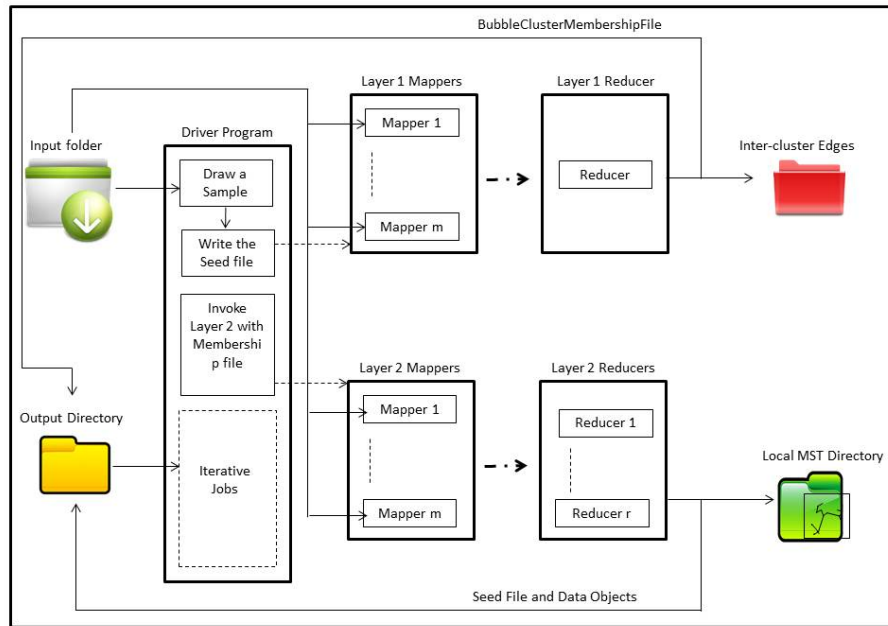 BubbleClusterMembershipFile
Layer 1 Mappers
Layer 1 Reducer
Mapper 1
Input folder
Driver Program
Inter-cluster Edges
Draw a
Sample
Reducer
Mapper m
Write the
Seed file
Invoke
Layer 2 with
Membershi
p file
Layer 2 Mappers
Layer 2 Reducers
Output Directory
Mapper 1
Reducer 1
Local MST Directory
Iterative
Jobs
Mapper m
Reducer r
Seed File and Data Objects